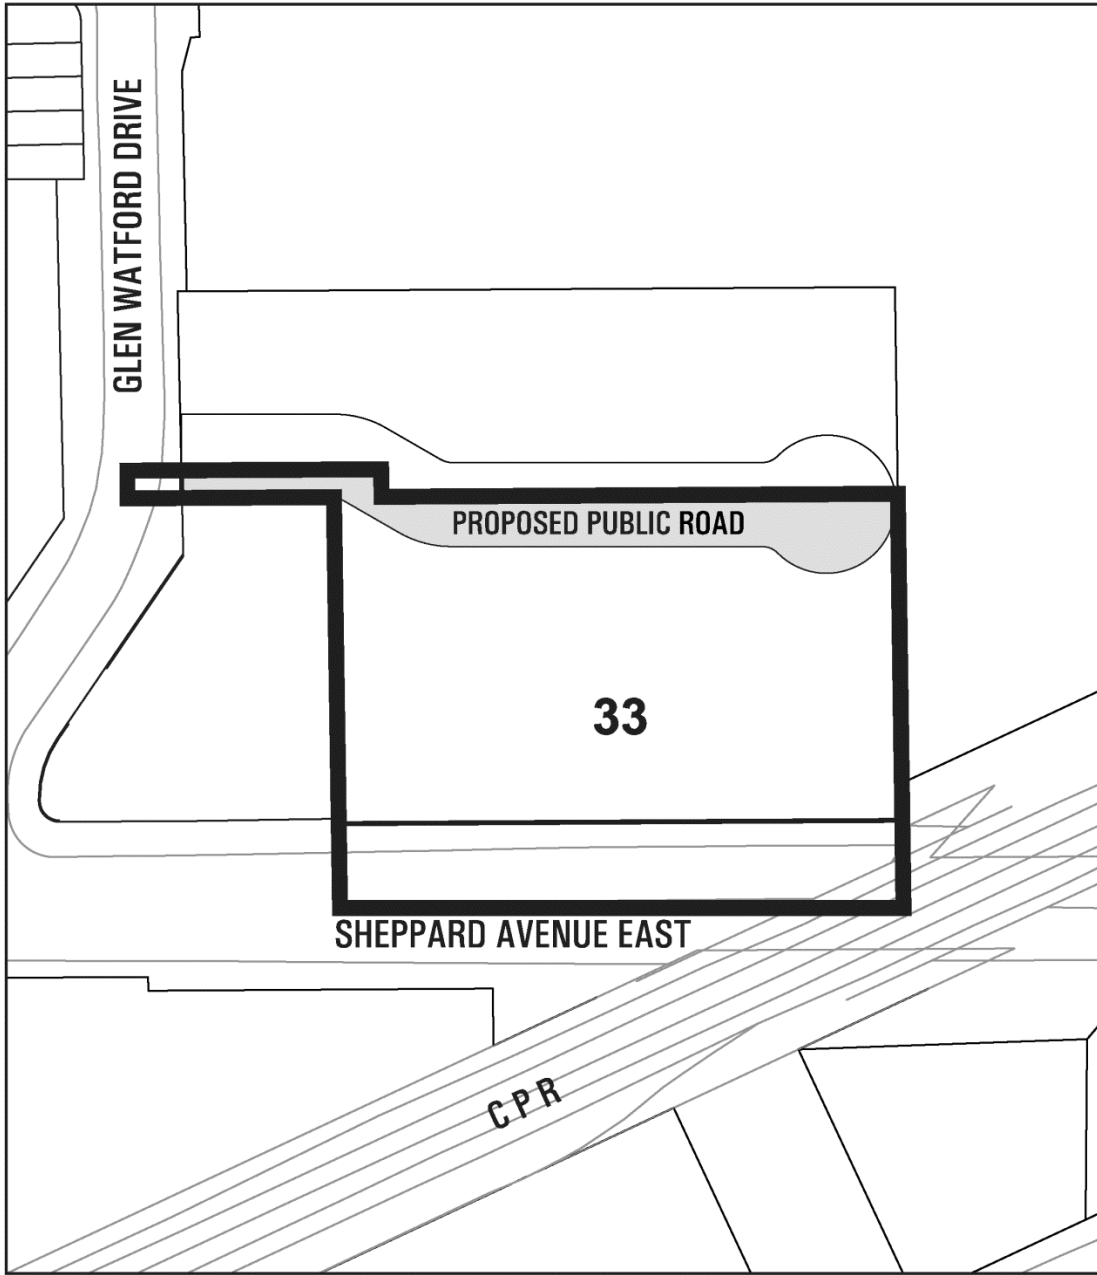 GLEN WATFORD DRIVE
PROPOSED PUBLIC ROAD
33
SHEPPARD AVENUE EAST
CPR